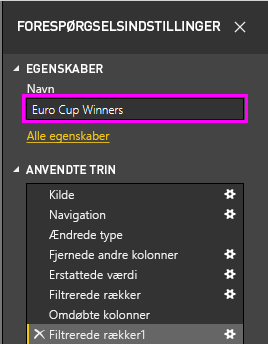 FORESPØRGSELSINDSTILLINGER
EGENSKABER
Navn
Euro Cup Winners
Alle egenskaber
ANVENDTE TRIN
Kilde
Navigation
Ændrede type
Fjernede andre kolonner
Erstattede værdi
Filtrerede rækker
Omdøbte kolonner
Filtrerede rækker1